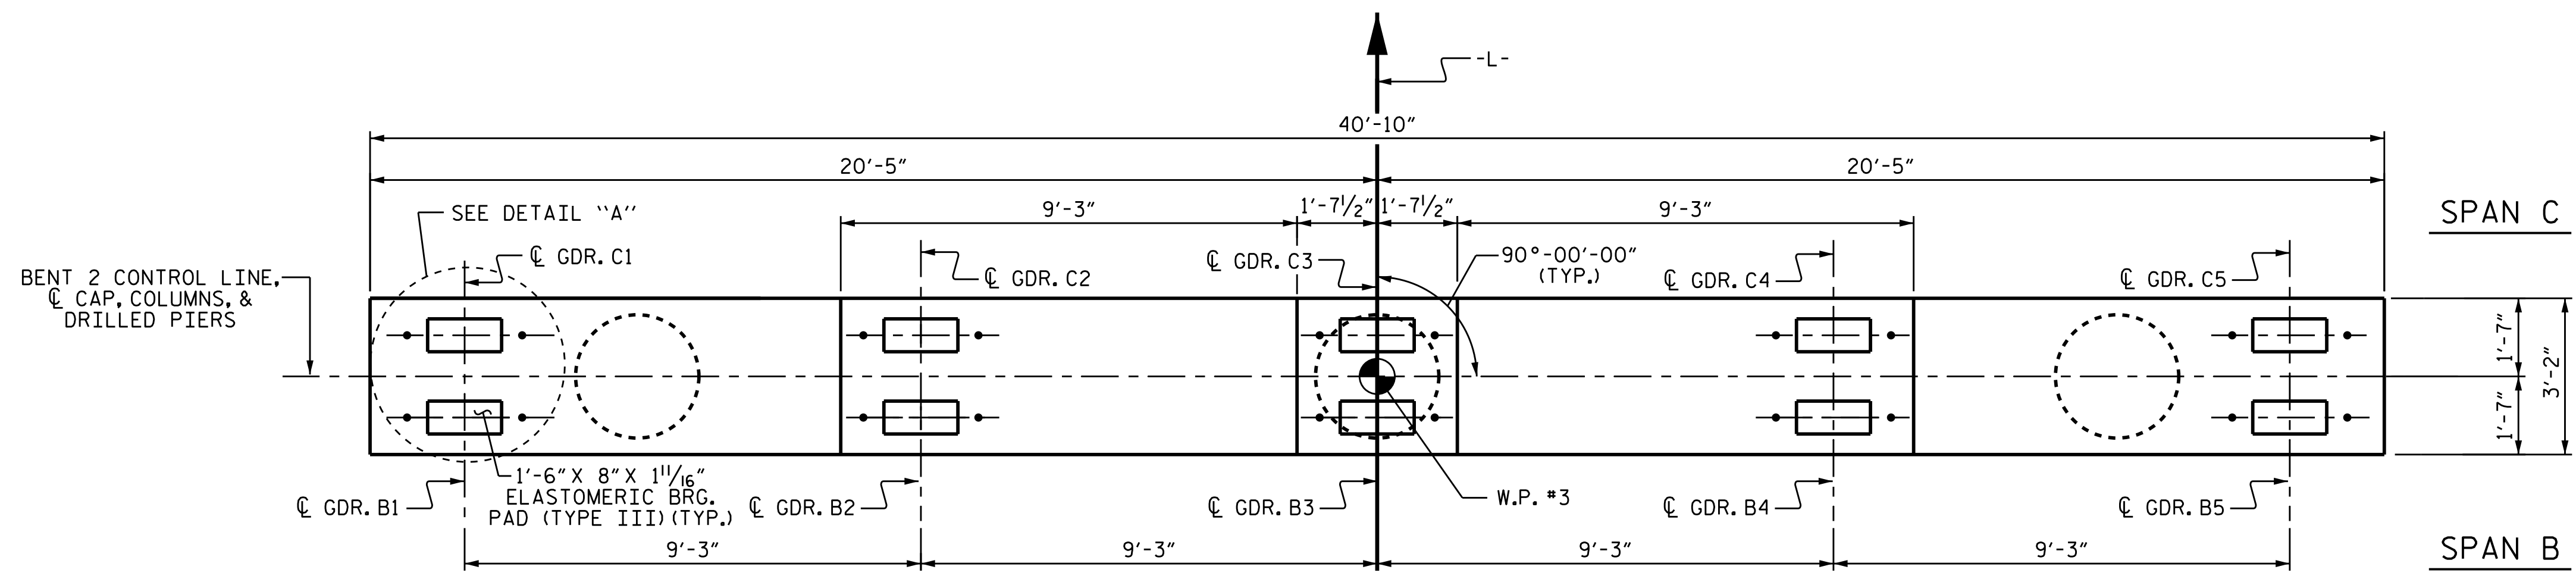 -L-
40'-10"
20'-5"
20'-5"
SEE DETAIL "A"
9'-3"
1'-7 1/2"
1'-7 1/2"
9'-3"
SPAN C
℄ GDR. C1
℄ GDR. C2
℄ GDR. C3
90°-00'-00"
(TYP.)
℄ GDR. C4
℄ GDR. C5
BENT 2 CONTROL LINE,
℄ CAP, COLUMNS, &
DRILLED PIERS
1'-7"
1'-7"
3'-2"
1'-6" X 8" X 1 11/16"
ELASTOMERIC BRG.
PAD (TYPE III) (TYP.)
℄ GDR. B1
℄ GDR. B2
℄ GDR. B3
W.P. #3
℄ GDR. B4
℄ GDR. B5
9'-3"
9'-3"
9'-3"
9'-3"
SPAN B